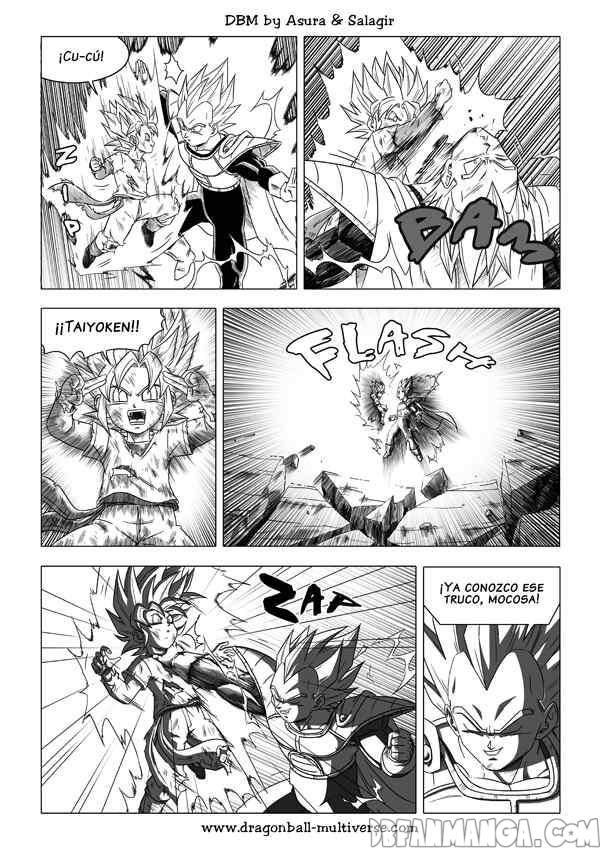 DBM by Asura & Salagir
¡Cu-cú!
ZAP
BAM
¡¡TAIYOKEN!!
FLASH
ZAP
¡YA CONOZCO ESE
TRUCO, MOCOSA!
www.dragonball-multiverse.com
DBFANMANGA.COM